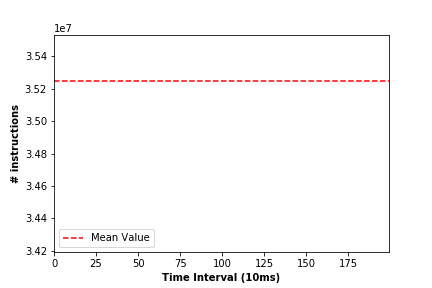 1e7
3.54
3.52
3.50
3.48
3.46
3.44
3.42
# instructions
Mean Value
0 25 50 75 100 125 150 175
Time Interval (10ms)